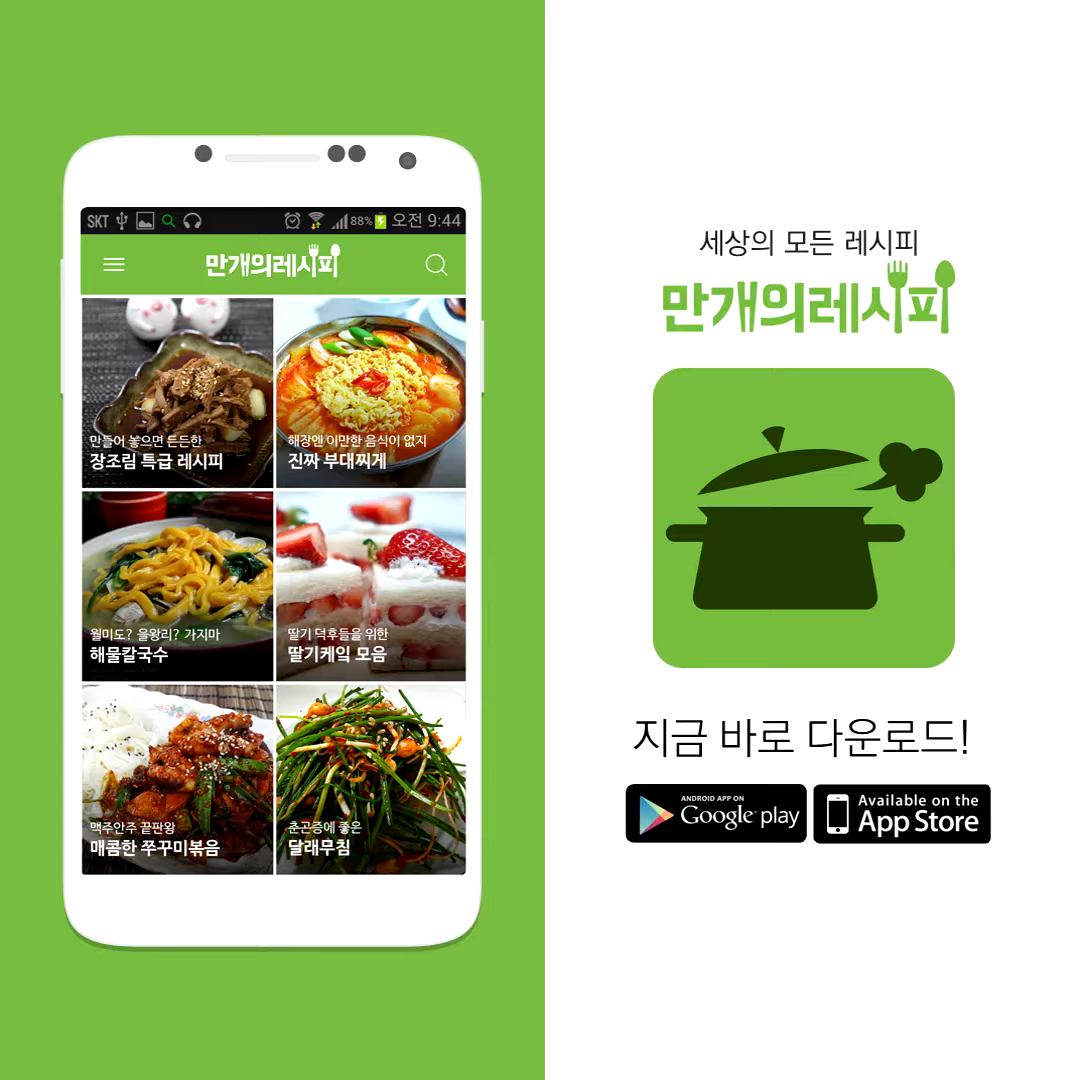 SKT
88%
오전 9:44
만개의레시피
만들어 놓으면 든든한
장조림 특급 레시피
해장엔 이만한 음식이 없지
진짜 부대찌게
월미도? 을왕리? 가지마
해물칼국수
딸기 덕후들을 위한
딸기케잌 모음
맥주안주 끝판왕
매콤한 쭈꾸미볶음
춘곤증에 좋은
달래무침
세상의 모든 레시피
만개의레시피
지금 바로 다운로드!
ANDROID APP ON
Google play
Available on the
App Store